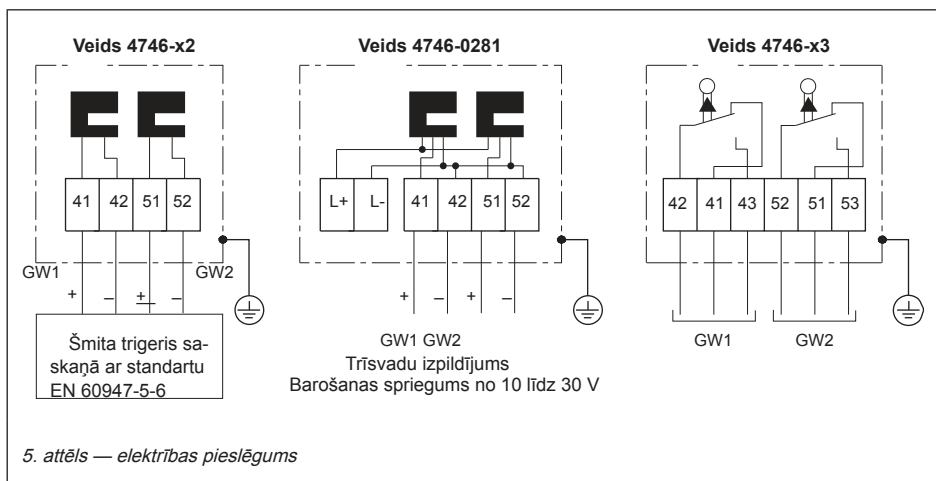 Veids 4746-x2
41 42 51 52
GW1 GW2
+ – + –
Šmita trigeris sa-
skaņā ar standartu
EN 60947-5-6
Veids 4746-0281
L+ L- 41 42 51 52
+ – + –
GW1 GW2
Trīsvadu izpildījums
Barošanas spriegums no 10 līdz 30 V
Veids 4746-x3
42 41 43 52 51 53
GW1 GW2
5. attēls — elektrības pieslēgums